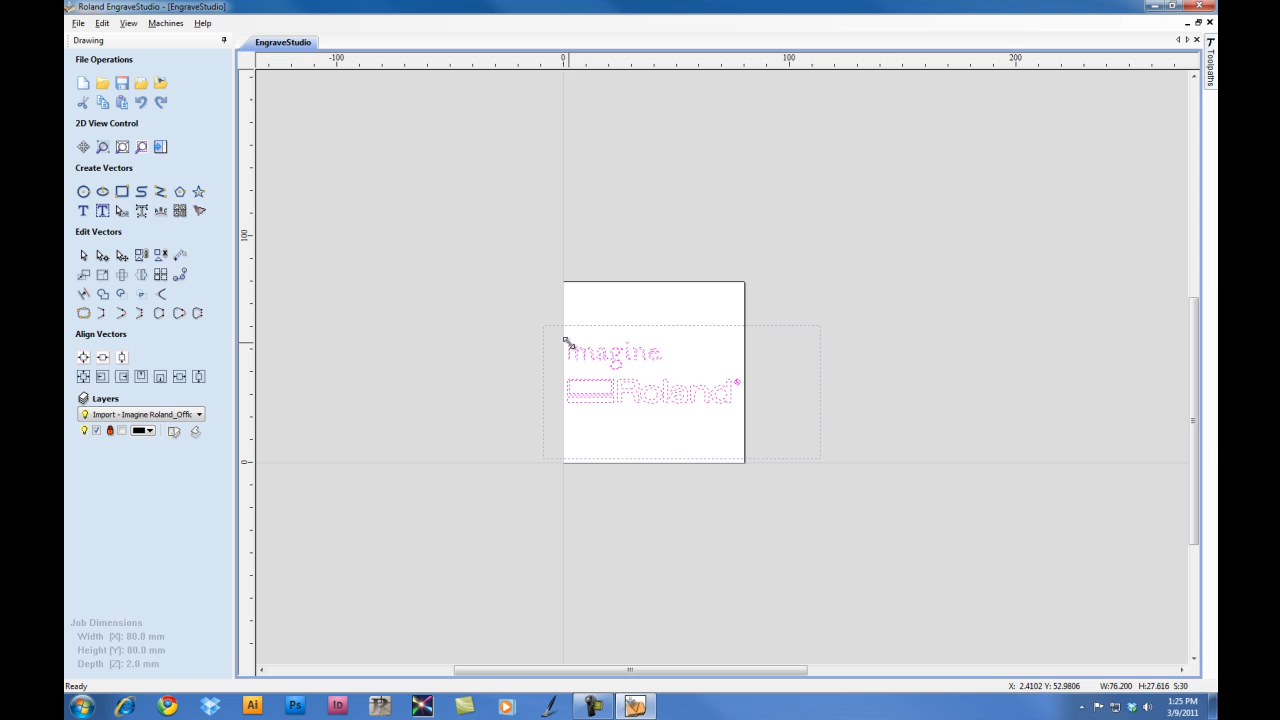 Roland EngraveStudio - [EngraveStudio]
File Edit View Machines Help
Drawing
EngraveStudio
File Operations
2D View Control
Create Vectors
Edit Vectors
Align Vectors
Layers
Import - Imagine Roland_Offic
-100 0 100 200
100
0
imagine.
Roland
Toolpaths
Job Dimensions
Width (X): 80.0 mm
Height (Y): 80.0 mm
Depth (Z): 2.0 mm
Ready
X: 2.4102 Y: 52.9806 W:76.200 H:27.616 S:30
Ai Ps Id
1:25 PM
3/9/2011